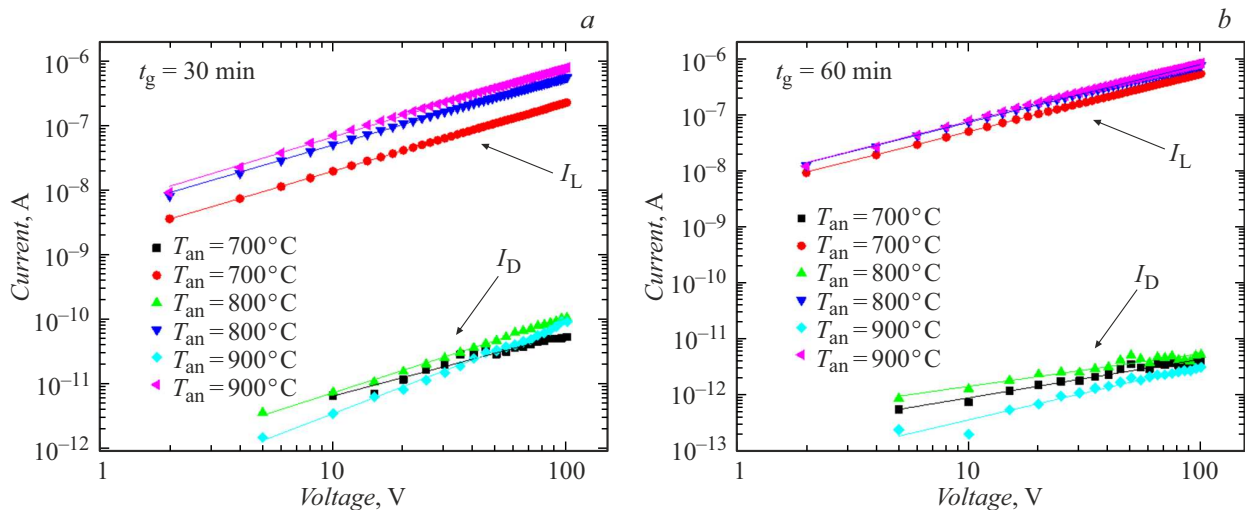 a
t_g = 30 min
10^–6
10^–7
10^–8
10^–9
10^–10
10^–11
10^–12
Current, A
I_L
I_D
T_an = 700°C
T_an = 700°C
T_an = 800°C
T_an = 800°C
T_an = 900°C
T_an = 900°C
1
10
100
Voltage, V
b
t_g = 60 min
10^–6
10^–7
10^–8
10^–9
10^–10
10^–11
10^–12
10^–13
Current, A
I_L
I_D
T_an = 700°C
T_an = 700°C
T_an = 800°C
T_an = 800°C
T_an = 900°C
T_an = 900°C
1
10
100
Voltage, V